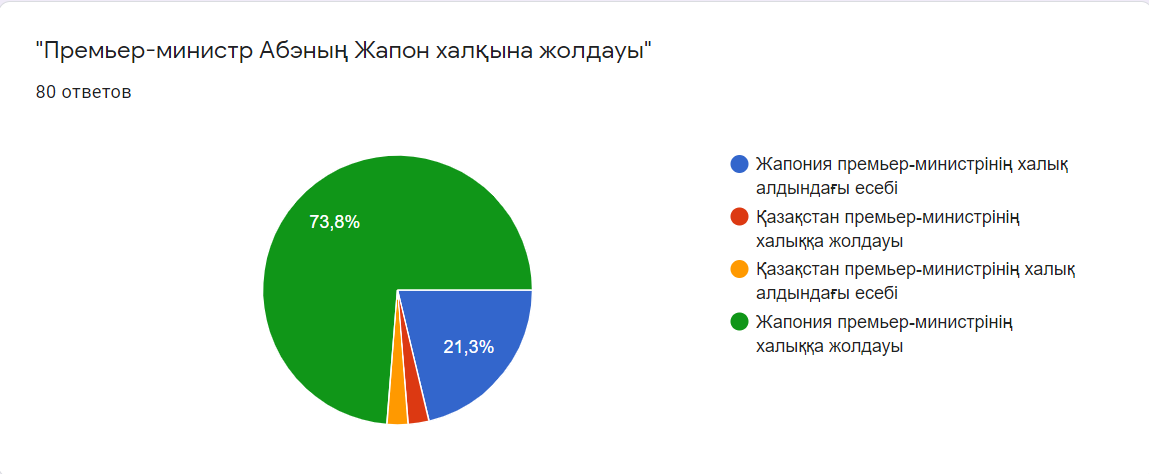 "Премьер-министр Абэның Жапон халқына жолдауы"
80 ответов
73,8%
21,3%
Жапония премьер-министрінің халық
алдындағы есебі
Қазақстан премьер-министрінің
халыққа жолдауы
Қазақстан премьер-министрінің халық
алдындағы есебі
Жапония премьер-министрінің
халыққа жолдауы